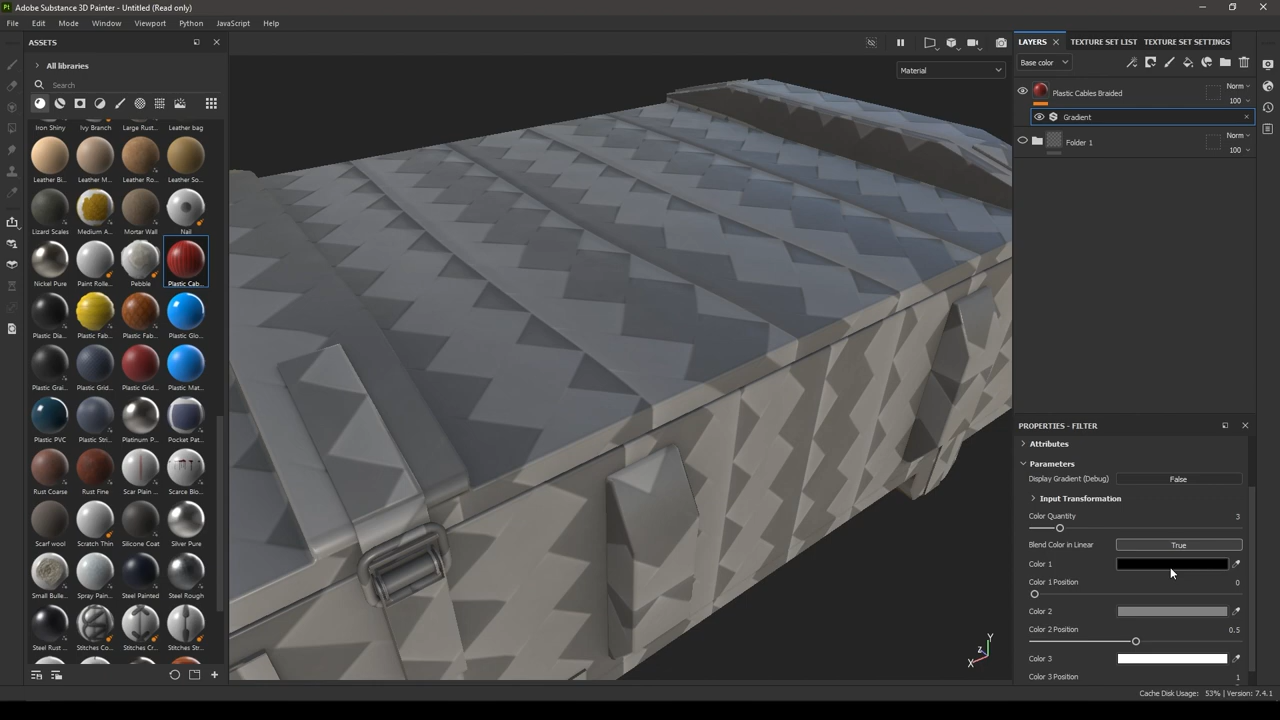 Pt Adobe Substance 3D Painter - Untitled (Read only)
File Edit Mode Window Viewport Python JavaScript Help
ASSETS
All libraries
Search
Iron Shiny Ivy Branch Large Rust... Leather bag
Leather Bi... Leather M... Leather Ro... Leather So...
Lizard Scales Medium A... Mortar Wall Nail
Nickel Pure Paint Rolle... Pebble Plastic Cab...
Plastic Dia... Plastic Fab... Plastic Fab... Plastic Glo...
Plastic Grai... Plastic Grid... Plastic Grid... Plastic Mat...
Plastic PVC Plastic Stri... Platinum P... Pocket Pat...
Rust Coarse Rust Fine Scar Plain ... Scarce Blo...
Scarf wool Scratch Thin Silicone Coat Silver Pure
Small Bulle... Spray Pain... Steel Painted Steel Rough
Steel Rust ... Stitches Co... Stitches Cr... Stitches Str...
Material
Y
Z
X
LAYERS TEXTURE SET LIST TEXTURE SET SETTINGS
Base color
Plastic Cables Braided Norm
100
Gradient
Folder 1 Norm
100
PROPERTIES - FILTER
Attributes
Parameters
Display Gradient (Debug) False
Input Transformation
Color Quantity 3
Blend Color in Linear True
Color 1
Color 1 Position 0
Color 2
Color 2 Position 0.5
Color 3
Color 3 Position 1
Cache Disk Usage: 53% | Version: 7.4.1